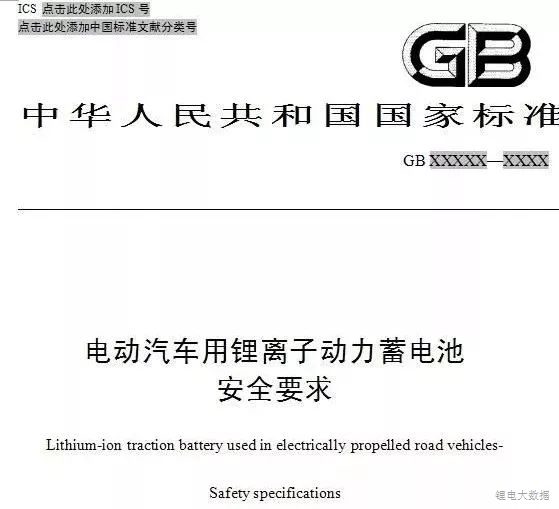 ICS 点击此处添加ICS 号
点击此处添加中国标准文献分类号
GB
中华人民共和国国家标准
GB XXXXX—XXXX
电动汽车用锂离子动力蓄电池
安全要求
Lithium-ion traction battery used in electrically propelled road vehicles-
Safety specifications
锂电大数据